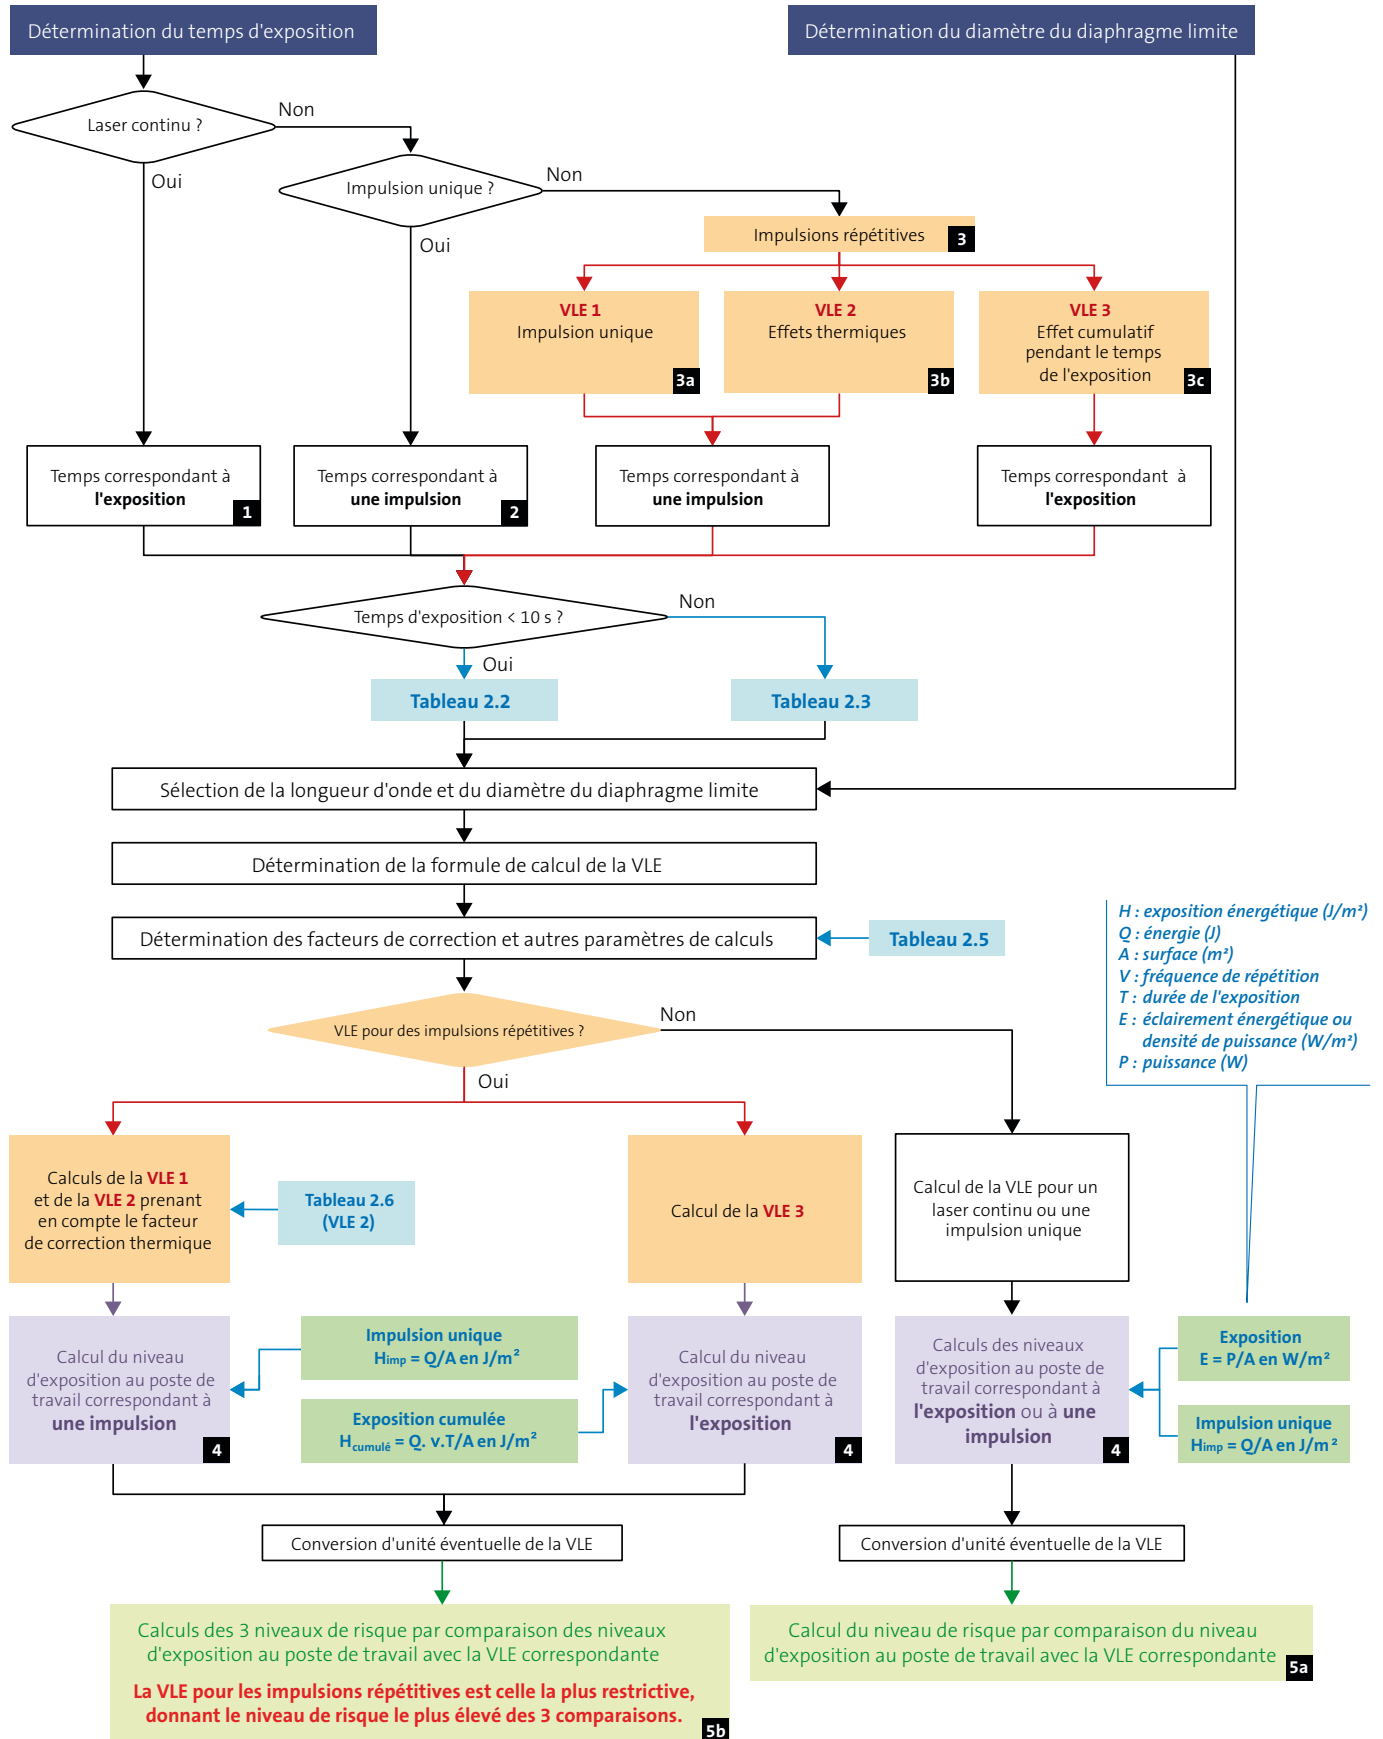 Détermination du temps d'exposition
Détermination du diamètre du diaphragme limite
Laser continu ?
Non
Oui
Impulsion unique ?
Non
Oui
Impulsions répétitives
3
VLE 1
Impulsion unique
3a
VLE 2
Effets thermiques
3b
VLE 3
Effet cumulatif
pendant le temps
de l'exposition
3c
Temps correspondant à
l'exposition
1
Temps correspondant à
une impulsion
2
Temps correspondant à
une impulsion
Temps correspondant à
l'exposition
Temps d'exposition < 10 s ?
Non
Oui
Tableau 2.2
Tableau 2.3
Sélection de la longueur d'onde et du diamètre du diaphragme limite
Détermination de la formule de calcul de la VLE
Détermination des facteurs de correction et autres paramètres de calculs
Tableau 2.5
H : exposition énergétique (J/m²)
Q : énergie (J)
A : surface (m²)
V : fréquence de répétition
T : durée de l'exposition
E : éclairement énergétique ou
densité de puissance (W/m²)
P : puissance (W)
VLE pour des impulsions répétitives ?
Non
Oui
Calculs de la VLE 1
et de la VLE 2 prenant
en compte le facteur
de correction thermique
Tableau 2.6
(VLE 2)
Calcul de la VLE 3
Calcul de la VLE pour un
laser continu ou une
impulsion unique
Calcul du niveau
d'exposition au poste de
travail correspondant à
une impulsion
4
Impulsion unique
Himp = Q/A en J/m²
Exposition cumulée
Hcumulé = Q. v.T/A en J/m²
Calcul du niveau
d'exposition au poste de
travail correspondant à
l'exposition
4
Calculs des niveaux
d'exposition au poste de
travail correspondant à
l'exposition ou à une
impulsion
4
Exposition
E = P/A en W/m²
Impulsion unique
Himp = Q/A en J/m²
Conversion d'unité éventuelle de la VLE
Conversion d'unité éventuelle de la VLE
Calculs des 3 niveaux de risque par comparaison des niveaux
d'exposition au poste de travail avec la VLE correspondante
La VLE pour les impulsions répétitives est celle la plus restrictive,
donnant le niveau de risque le plus élevé des 3 comparaisons.
5b
Calcul du niveau de risque par comparaison du niveau
d'exposition au poste de travail avec la VLE correspondante
5a